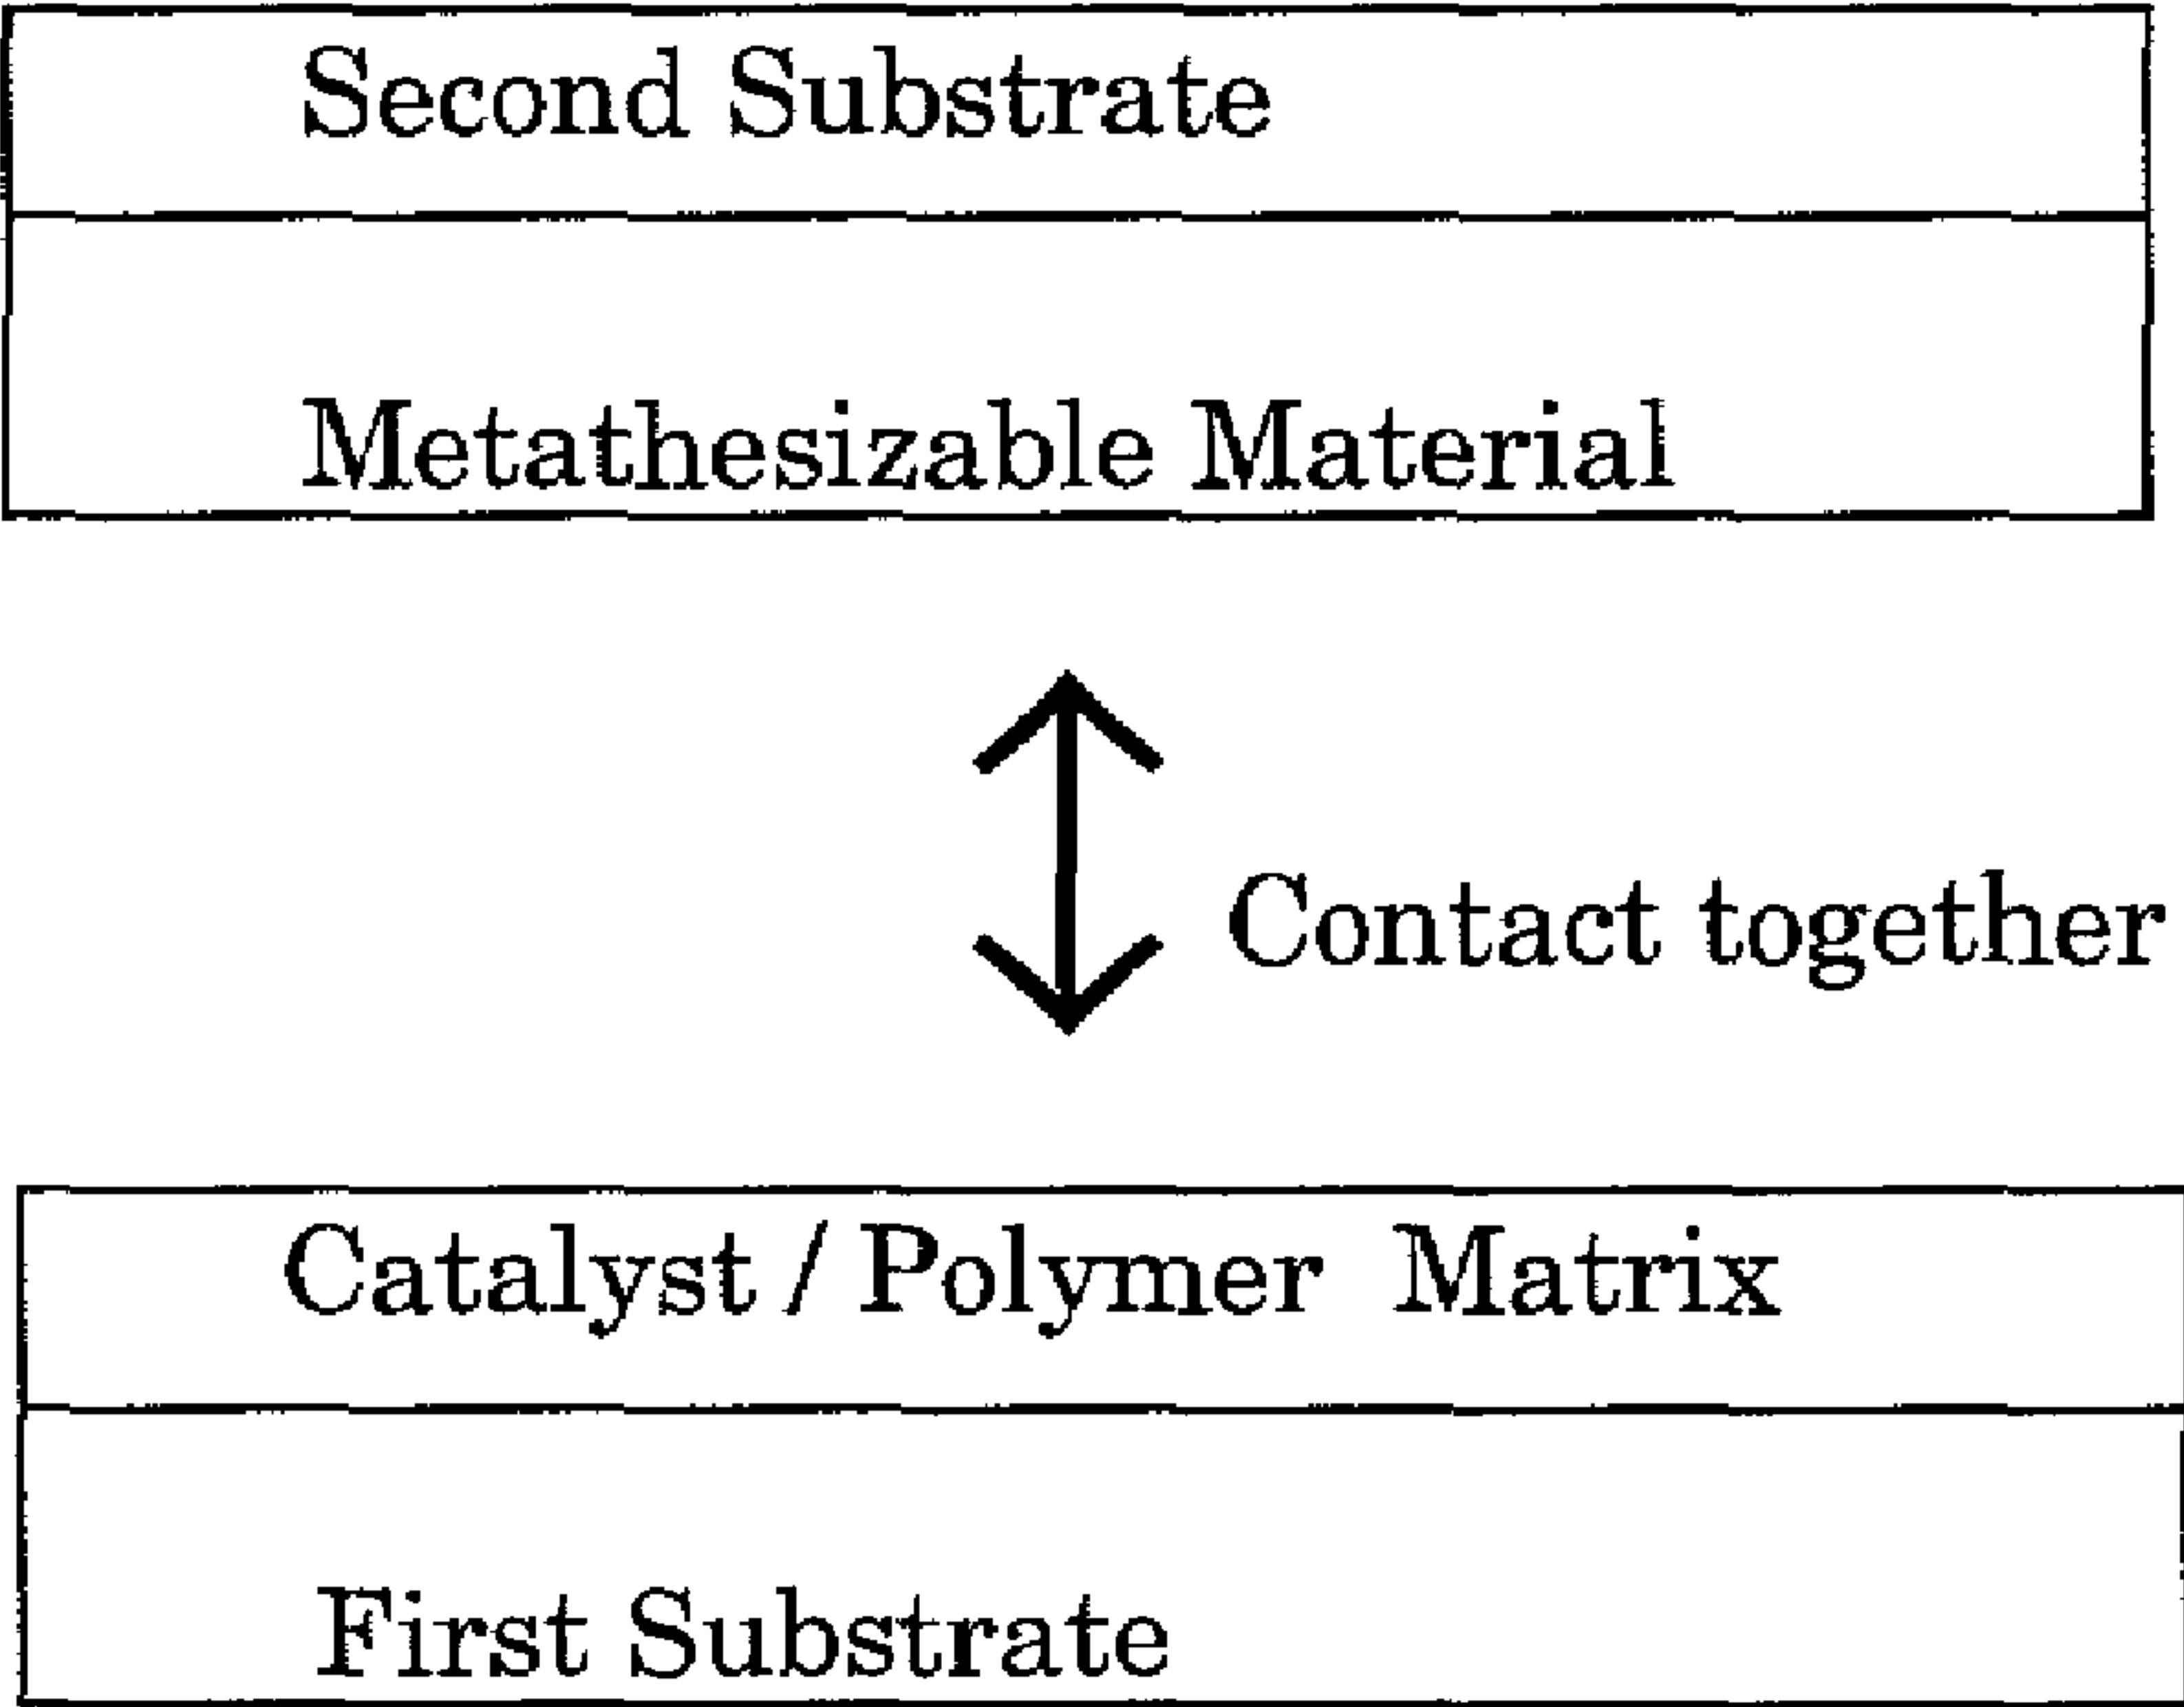 Second Substrate
Metathesizable Material
Contact together
Catalyst / Polymer Matrix
First Substrate